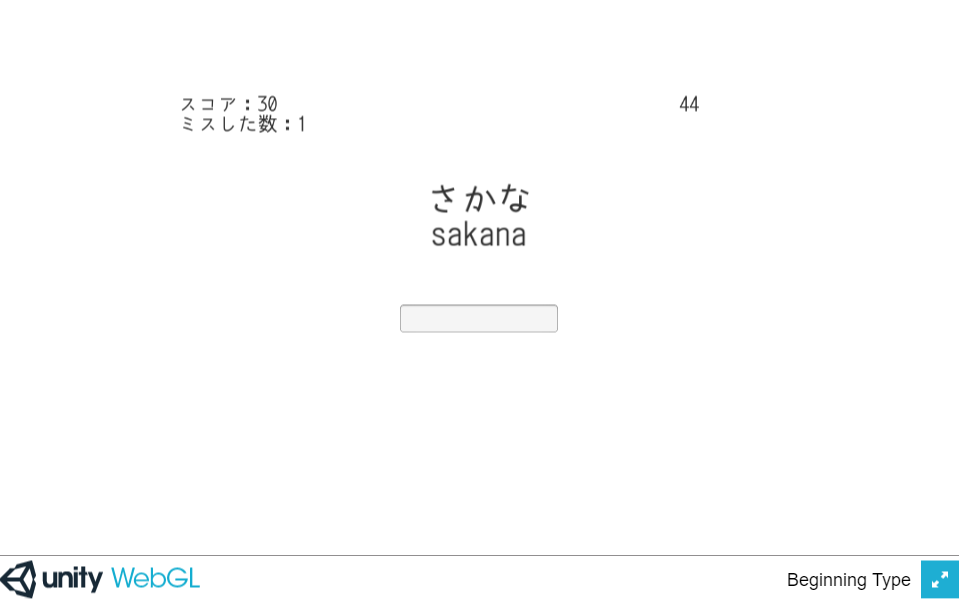 スコア：30
44
ミスした数：1
さかな
sakana
unity WebGL
Beginning Type